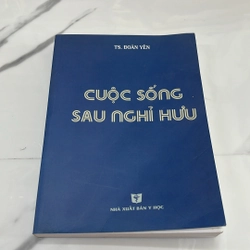 TS. ĐOÀN YÊN
CUỘC SỐNG
SAU NGHỈ HƯU
NHÀ XUẤT BẢN Y HỌC